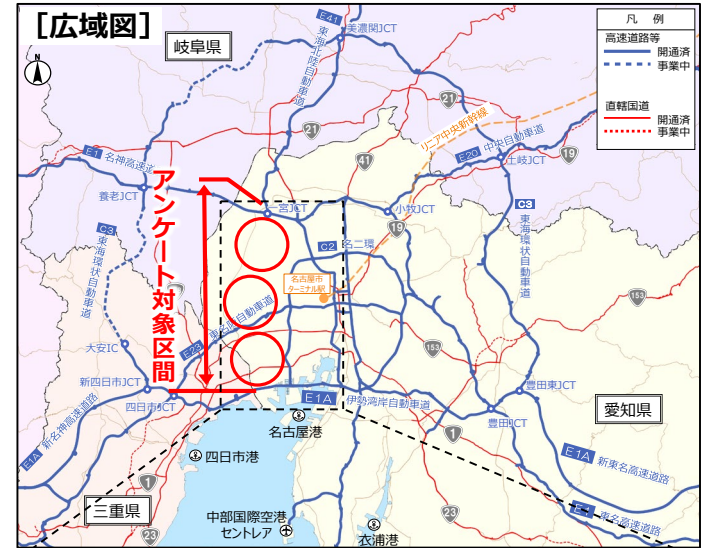 ［広域図］
N
岐阜県
E41
東海北陸自動車道
美濃関JCT
凡 例
高速道路等
開通済
事業中
直轄国道
開通済
事業中
21
21
リニア中央新幹線
41
E20 中央自動車道
土岐JCT
19
E1 名神高速道
養老JCT
アンケート対象区間
一宮JCT
小牧JCT
19
C3
東海環状自動車道
C3
東海環状自動車道
C2 名二環
名古屋市
ターミナル駅
153
E23 東名阪自動車道
153
大安IC
新四日市JCT
四日市JCT
E1A 伊勢湾岸自動車道
豊田東JCT
豊田JCT
愛知県
E1A 新名神高速道路
名古屋港
1
E1A 新東名高速道路
四日市港
1
三重県
23
中部国際空港
セントレア
衣浦港
23
E1 東名高速道路